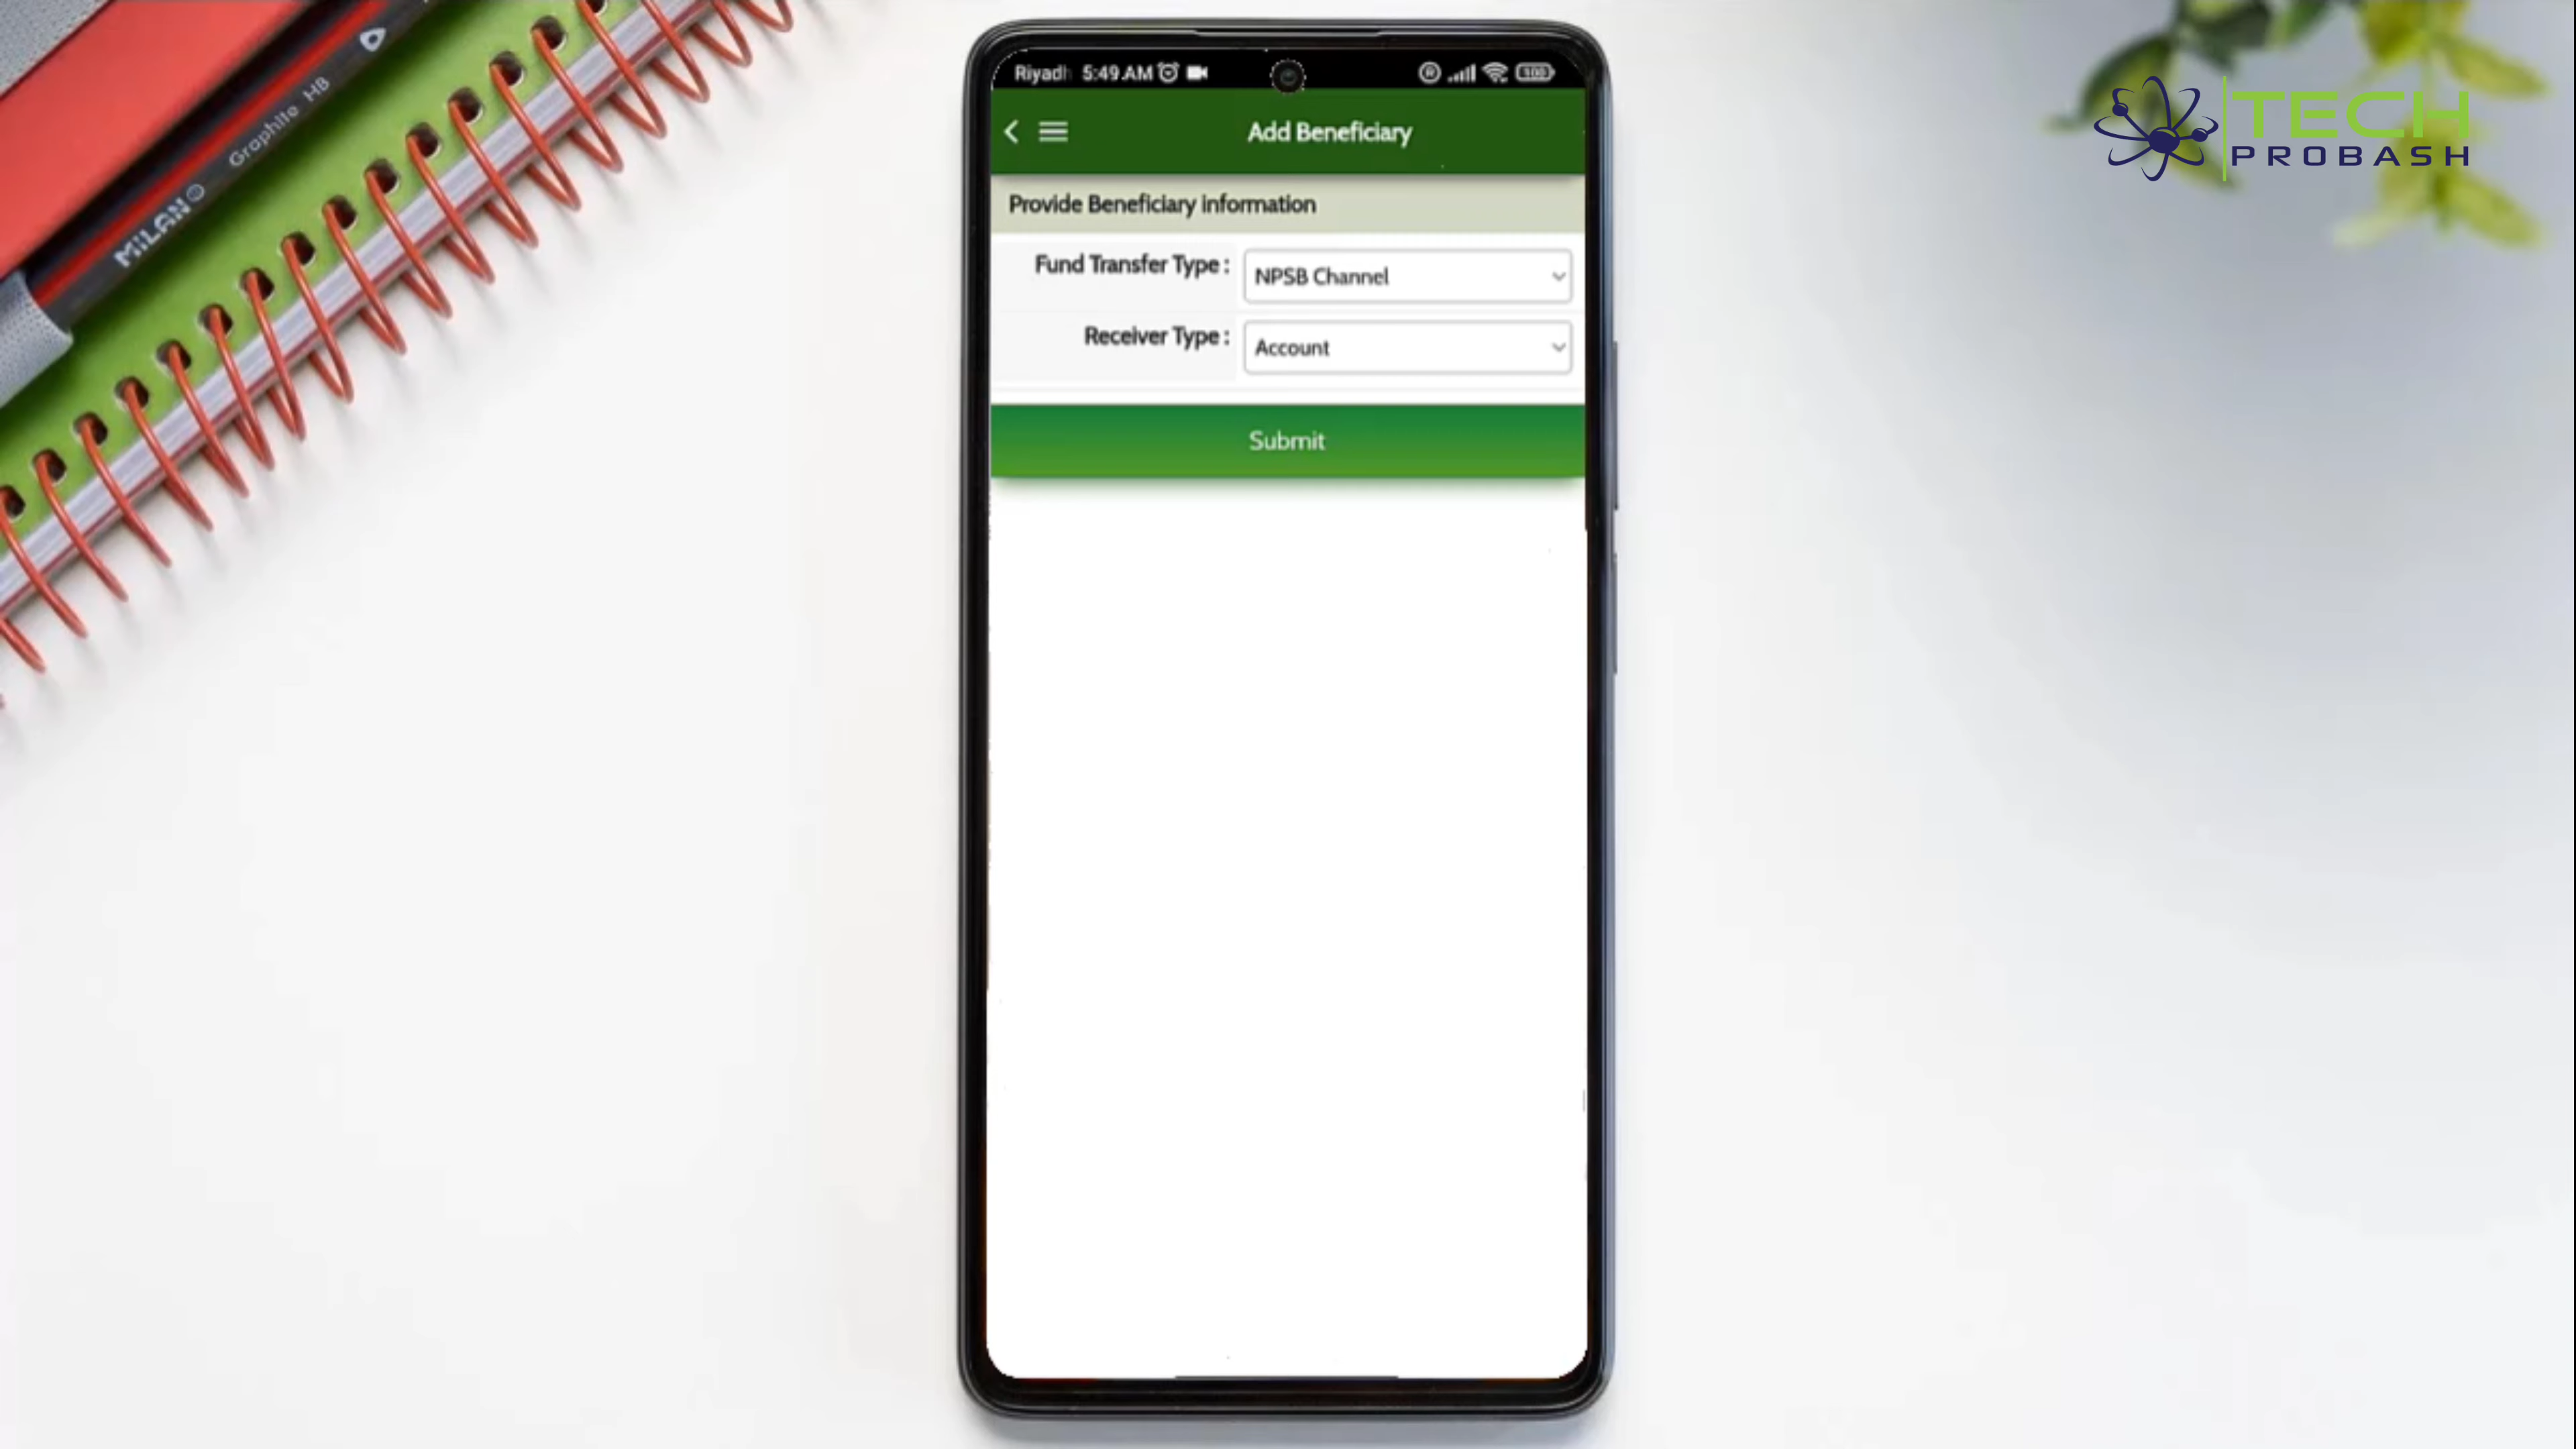 MILAN Graphite HB
Riyadh 5:49 AM
100
Add Beneficiary
Provide Beneficiary information
Fund Transfer Type : NPSB Channel
Receiver Type : Account
Submit
TECH
PROBASH